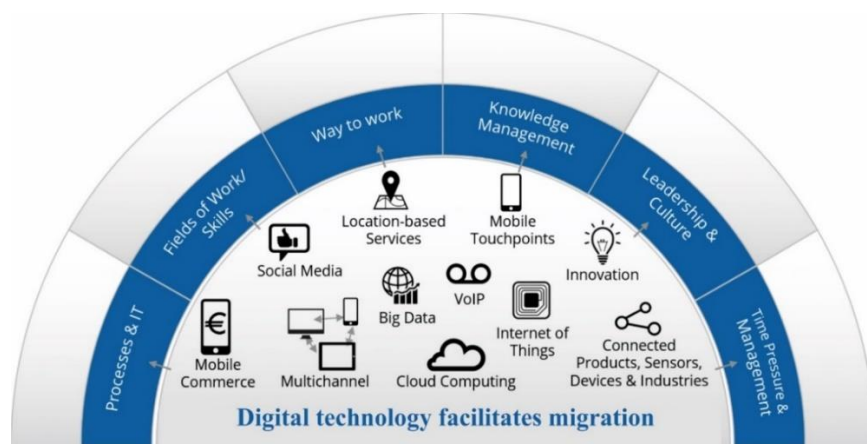 Processes & IT
Fields of Work/
Skills
Way to work
Knowledge
Management
Leadership &
Culture
Time Pressure &
Management
Location-based
Services
Mobile
Touchpoints
Social Media
Innovation
Big Data
VoIP
Internet of
Things
Mobile
Commerce
€
Multichannel
Cloud Computing
Connected
Products, Sensors,
Devices & Industries
Digital technology facilitates migration